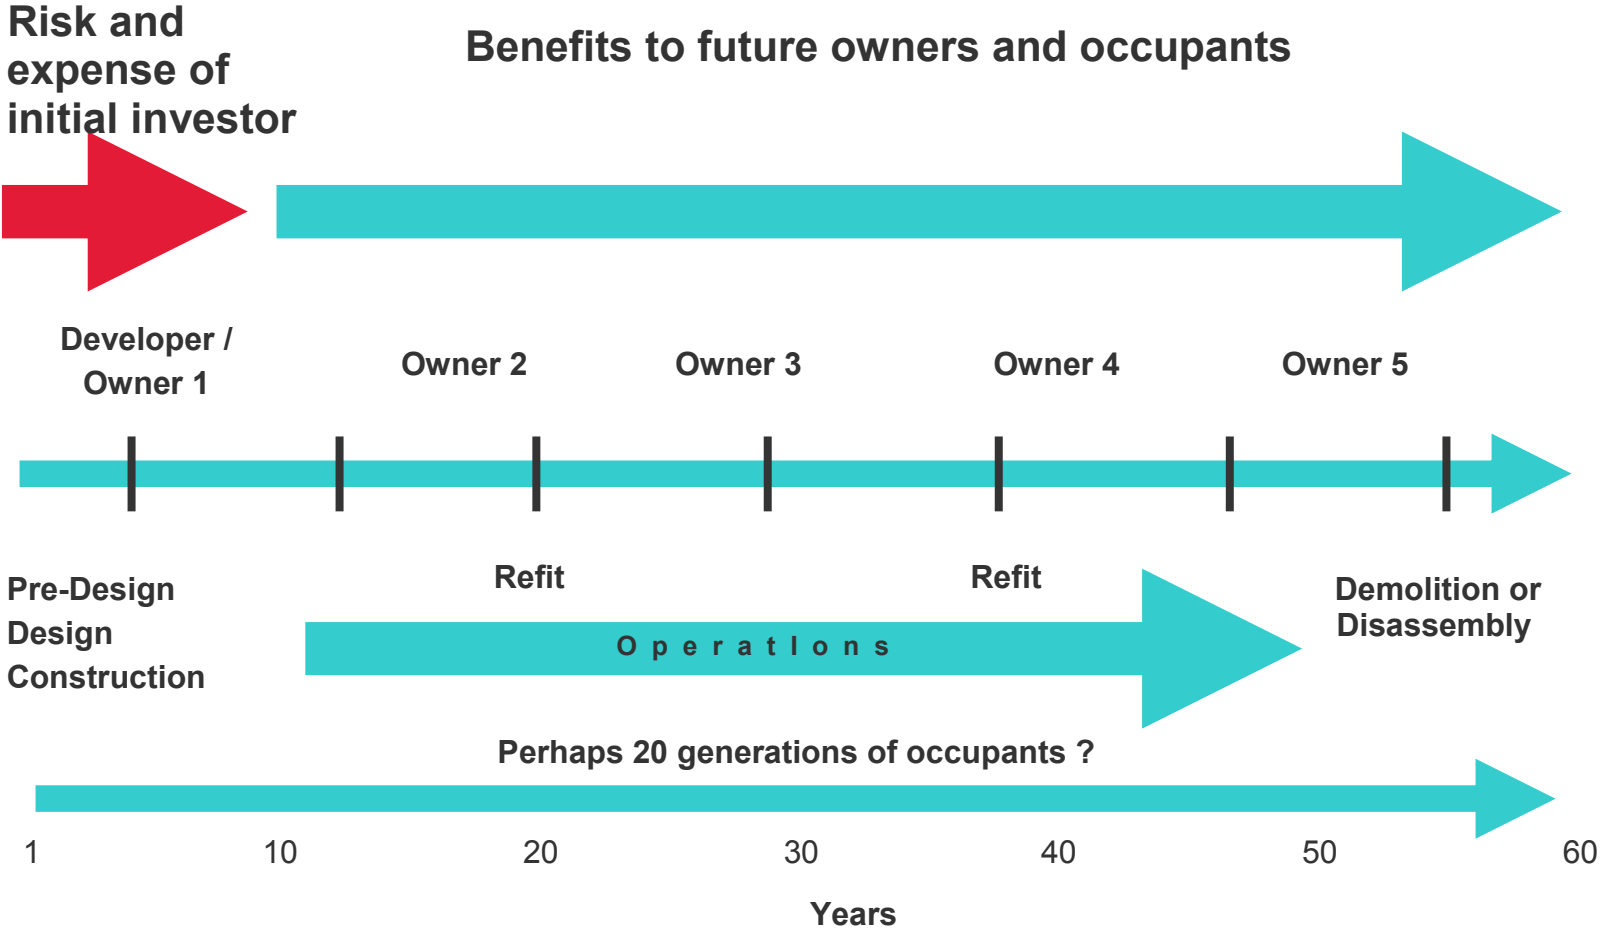 Risk and
expense of
initial investor
Benefits to future owners and occupants
Developer /
Owner 1
Owner 2
Owner 3
Owner 4
Owner 5
Pre-Design
Design
Construction
Refit
Refit
OperatIons
Demolition or
Disassembly
Perhaps 20 generations of occupants ?
1 10 20 30 40 50 60
Years